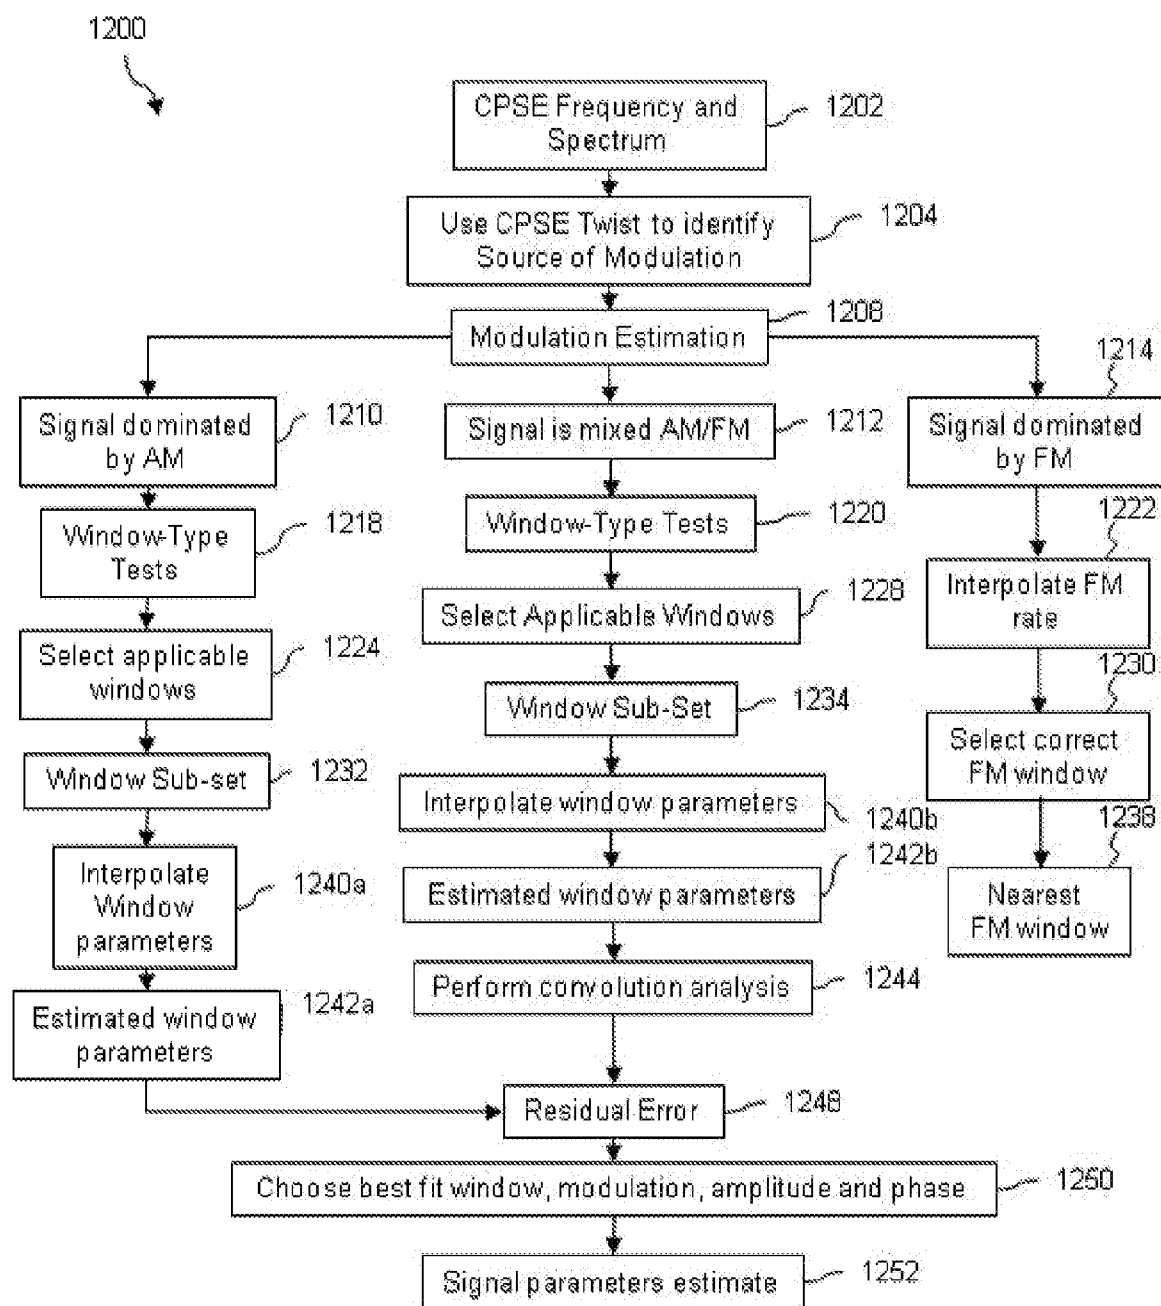 1200
CPSE Frequency and
Spectrum
1202
Use CPSE Twist to identify
Source of Modulation
1204
Modulation Estimation
1208
Signal dominated
by AM
1210
Signal is mixed AM/FM
1212
1214
Signal dominated
by FM
Window-Type
Tests
1218
Window-Type Tests
1220
1222
Interpolate FM
rate
Select applicable
windows
1224
Select Applicable Windows
1228
1230
Select correct
FM window
Window Sub-set
1232
Window Sub-Set
1234
1238
Nearest
FM window
Interpolate
Window
parameters
1240a
Interpolate window parameters
1240b
Estimated window
parameters
1242a
Estimated window parameters
1242b
Perform convolution analysis
1244
Residual Error
1248
Choose best fit window, modulation, amplitude and phase
1250
Signal parameters estimate
1252